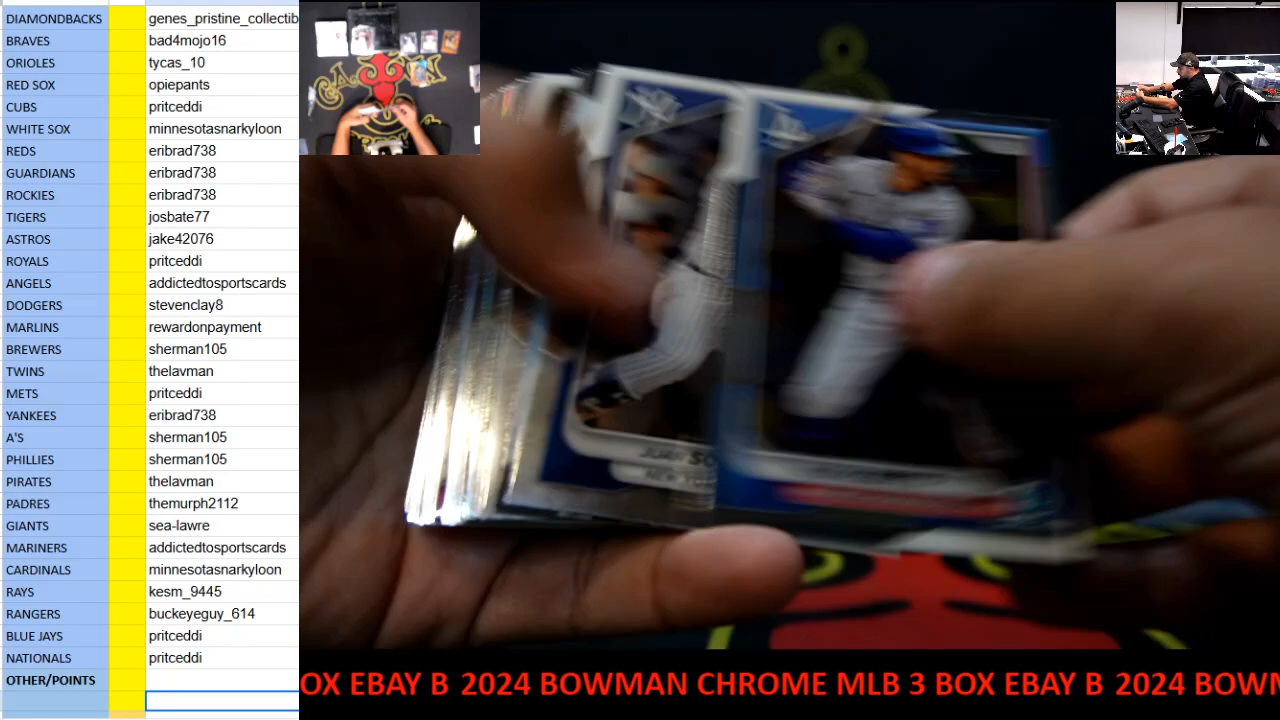 DIAMONDBACKS genes_pristine_collectib
BRAVES bad4mojo16
ORIOLES tycas_10
RED SOX opiepants
CUBS pritceddi
WHITE SOX minnesotasnarkyloon
REDS eribrad738
GUARDIANS eribrad738
ROCKIES eribrad738
TIGERS josbate77
ASTROS jake42076
ROYALS pritceddi
ANGELS addictedtosportscards
DODGERS stevenclay8
MARLINS rewardonpayment
BREWERS sherman105
TWINS thelavman
METS pritceddi
YANKEES eribrad738
A'S sherman105
PHILLIES sherman105
PIRATES thelavman
PADRES themurph2112
GIANTS sea-lawre
MARINERS addictedtosportscards
CARDINALS minnesotasnarkyloon
RAYS kesm_9445
RANGERS buckeyeguy_614
BLUE JAYS pritceddi
NATIONALS pritceddi
OTHER/POINTS
JUAN SO
OX EBAY B 2024 BOWMAN CHROME MLB 3 BOX EBAY B 2024 BOWM